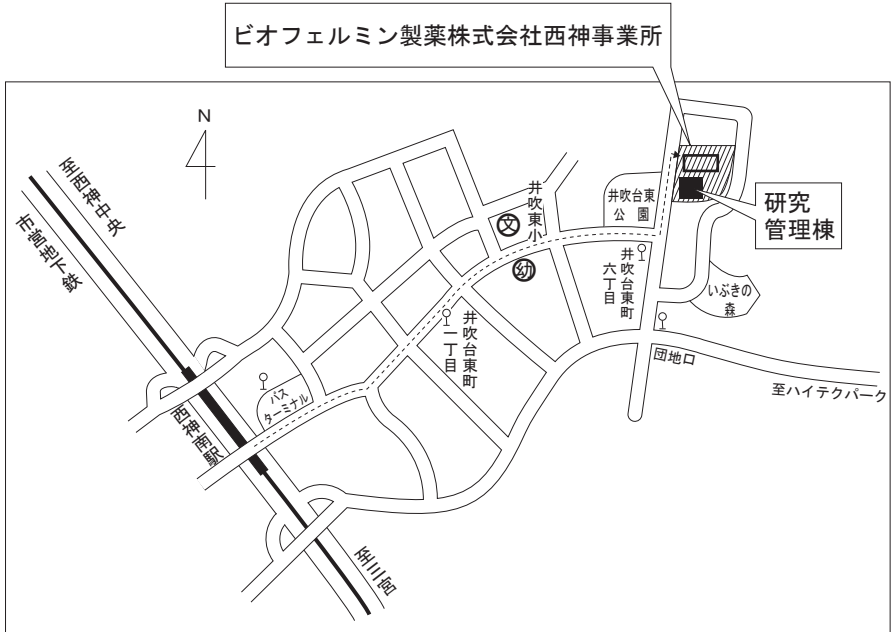 ビオフェルミン製薬株式会社西神事業所
N
至西神中央
市営地下鉄
井吹東小
文
幼
井吹台東
公園
研究
管理棟
井吹台東町
六丁目
いぶきの
森
井吹台東町
一丁目
団地口
至ハイテクパーク
バス
ターミナル
西神南駅
至三宮